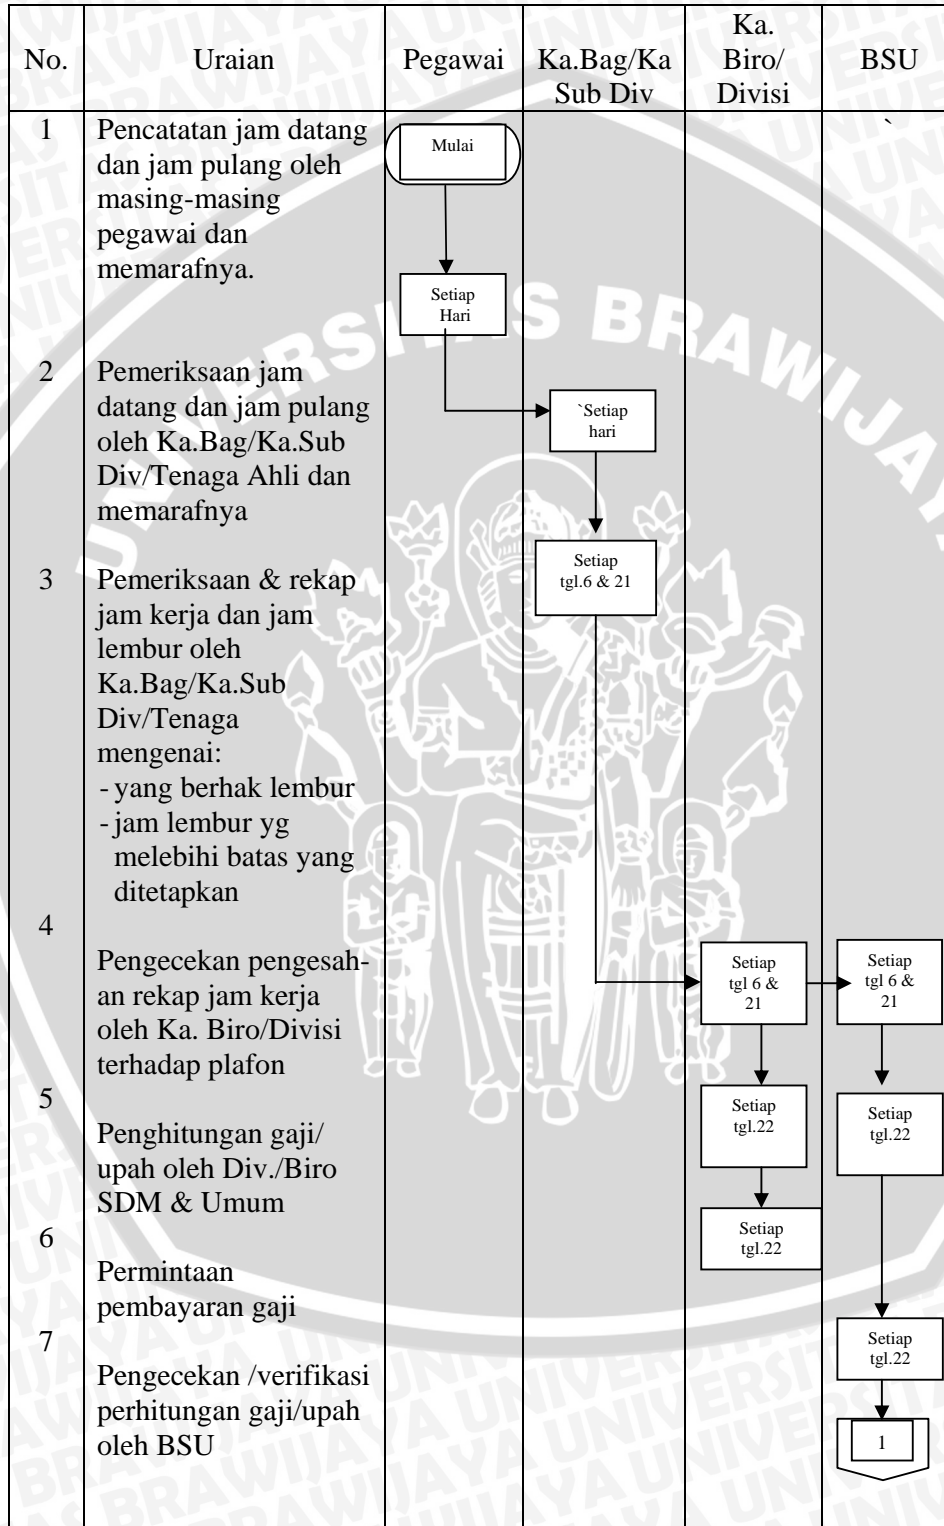 No.
Uraian
Pegawai
Ka.Bag/Ka
Sub Div
Ka.
Biro/
Divisi
BSU
1
Pencatatan jam datang
dan jam pulang oleh
masing-masing
pegawai dan
memarafnya.
Mulai
`
Setiap
Hari
2
Pemeriksaan jam
datang dan jam pulang
oleh Ka.Bag/Ka.Sub
Div/Tenaga Ahli dan
memarafnya
`Setiap
hari
3
Pemeriksaan & rekap
jam kerja dan jam
lembur oleh
Ka.Bag/Ka.Sub
Div/Tenaga
mengenai:
- yang berhak lembur
- jam lembur yg
melebihi batas yang
ditetapkan
Setiap
tgl.6 & 21
4
Pengecekan pengesah-
an rekap jam kerja
oleh Ka. Biro/Divisi
terhadap plafon
Setiap
tgl 6 &
21
Setiap
tgl 6 &
21
5
Penghitungan gaji/
upah oleh Div./Biro
SDM & Umum
Setiap
tgl.22
Setiap
tgl.22
6
Permintaan
pembayaran gaji
Setiap
tgl.22
7
Pengecekan /verifikasi
perhitungan gaji/upah
oleh BSU
Setiap
tgl.22
1
UNIVERSITAS BRAWIJAYA